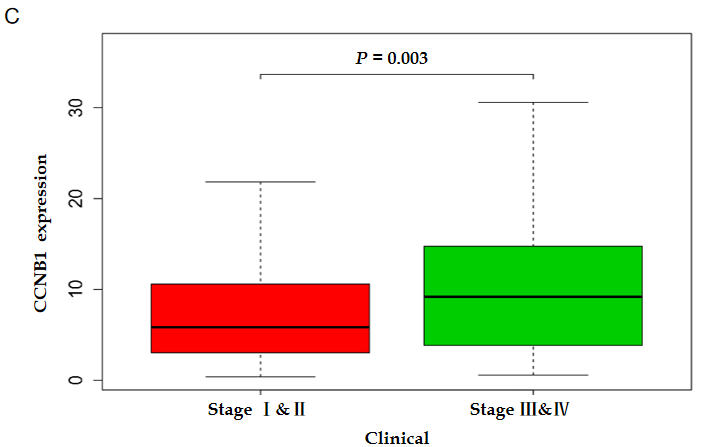 C
P = 0.003
CCNB1 expression
30
20
10
0
Stage Ⅰ & Ⅱ
Stage Ⅲ&Ⅳ
Clinical